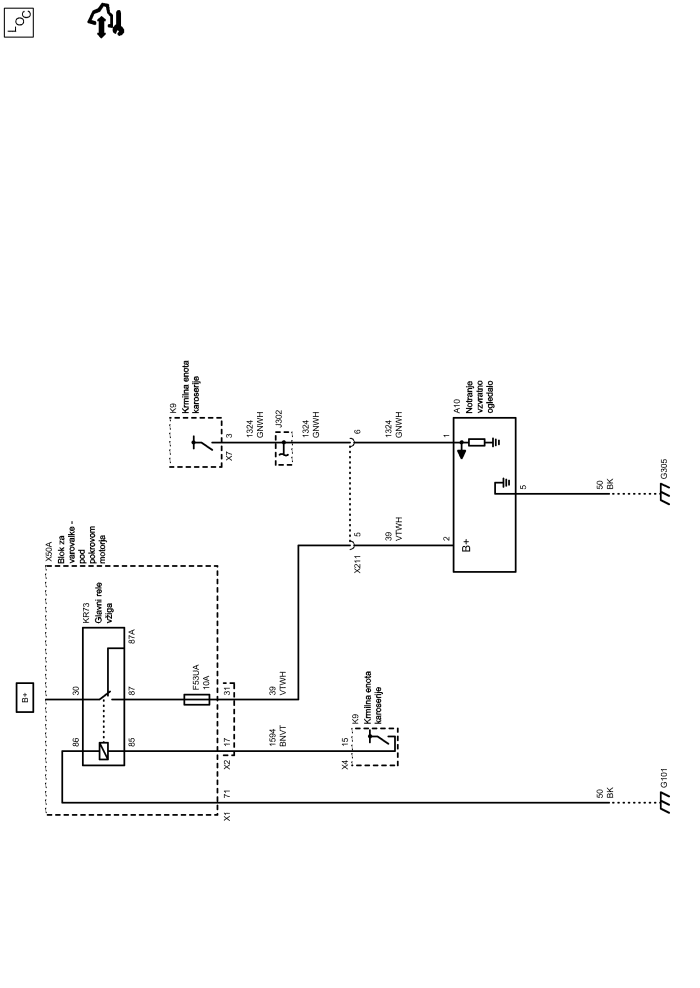 LOC
K9
Krmilna enota
karoserije
3
X7
1324
GNWH
J302
1324
GNWH
6
1324
GNWH
1
A10
Notranje
vzvratno
ogledalo
5
50
BK
G305
B+
2
39
VTWH
5
X211
X50A
Blok za
varovalke -
pod
pokrovom
motorja
KR73
Glavni rele
vžiga
87A
B+
30
87
F53UA
10A
31
39
VTWH
86
85
17
X2
1594
BNVT
15
X4
K9
Krmilna enota
karoserije
71
X1
50
BK
G101